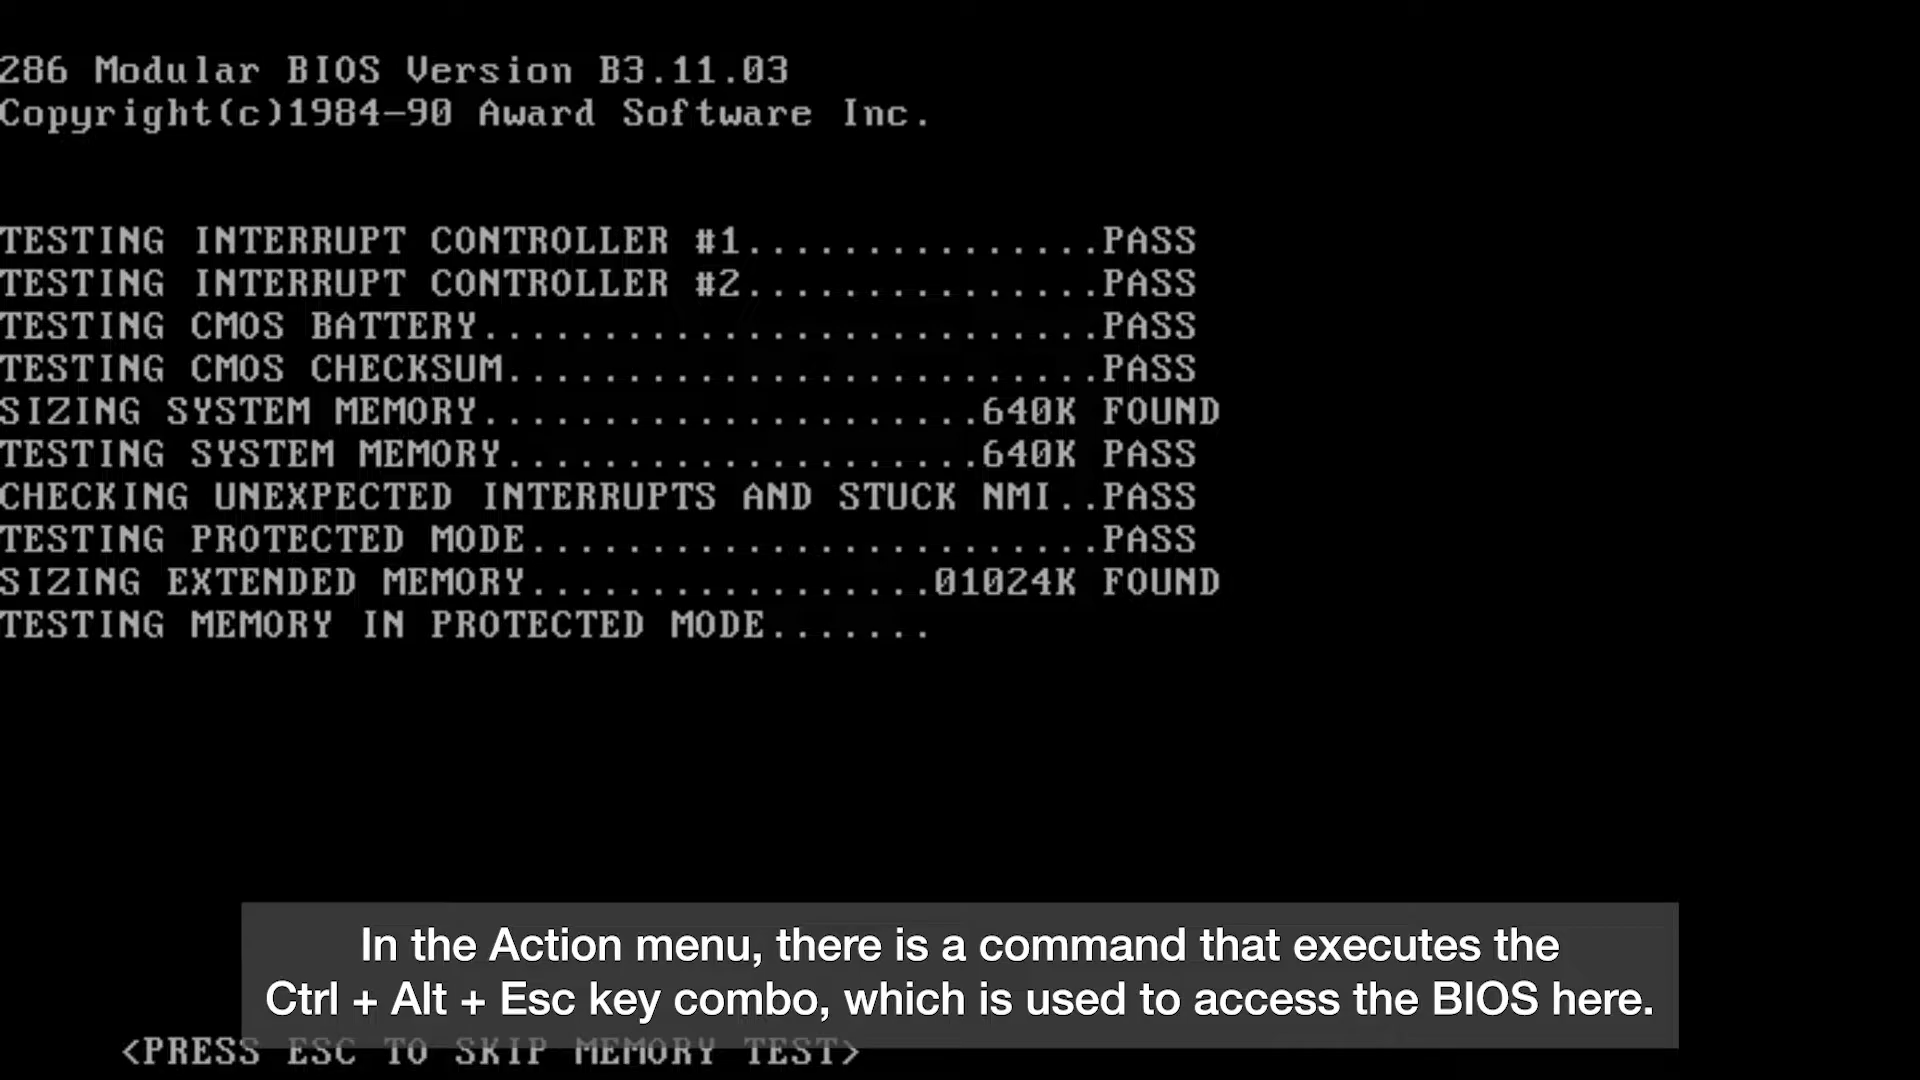 286 Modular BIOS Version B3.11.03
Copyright(c)1984-90 Award Software Inc.
TESTING INTERRUPT CONTROLLER #1...............PASS
TESTING INTERRUPT CONTROLLER #2...............PASS
TESTING CMOS BATTERY..........................PASS
TESTING CMOS CHECKSUM.........................PASS
SIZING SYSTEM MEMORY.....................640K FOUND
TESTING SYSTEM MEMORY....................640K PASS
CHECKING UNEXPECTED INTERRUPTS AND STUCK NMI..PASS
TESTING PROTECTED MODE........................PASS
SIZING EXTENDED MEMORY.................01024K FOUND
TESTING MEMORY IN PROTECTED MODE.......
In the Action menu, there is a command that executes the
Ctrl + Alt + Esc key combo, which is used to access the BIOS here.
<PRESS ESC TO SKIP MEMORY TEST>